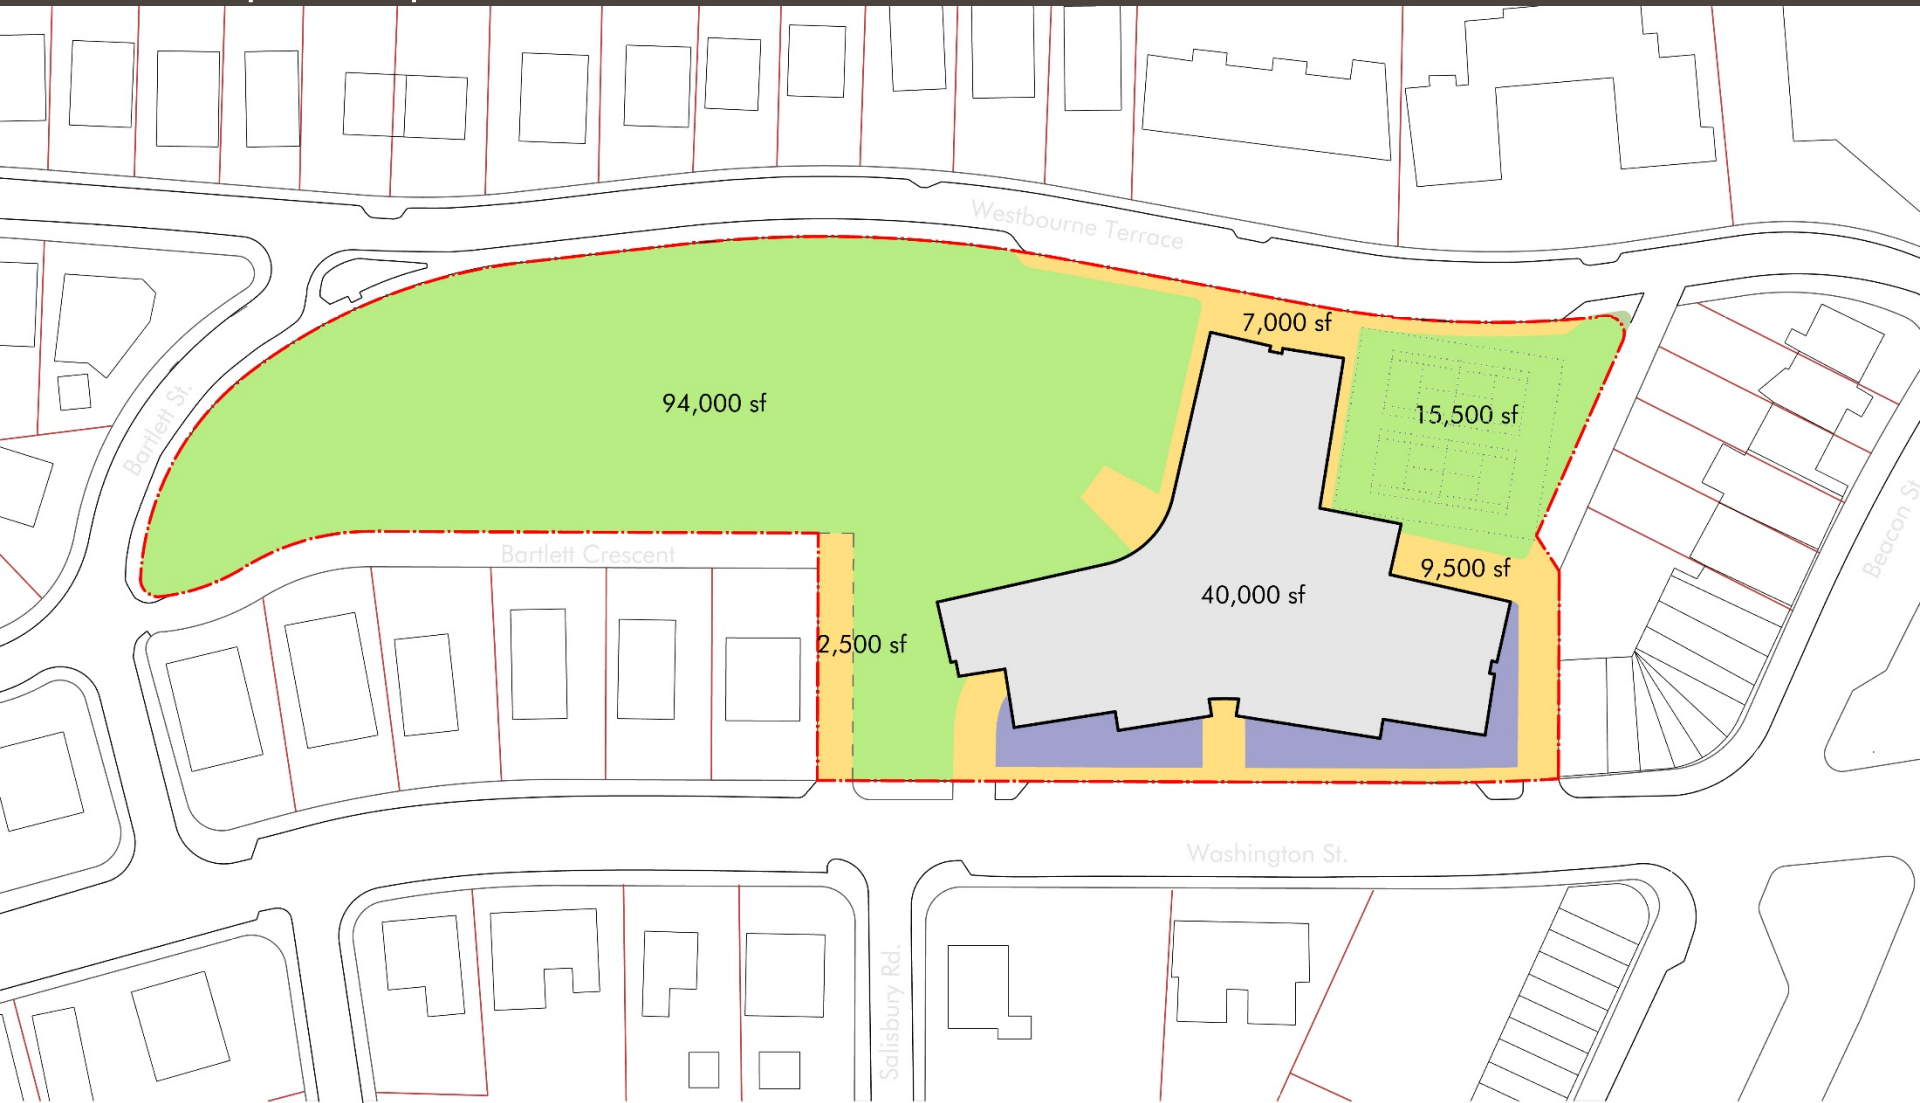 Westbourne Terrace
7,000 sf
94,000 sf
15,500 sf
Bartlett St.
Beacon St
Bartlett Crescent
9,500 sf
40,000 sf
2,500 sf
Washington St.
Salisbury Rd.